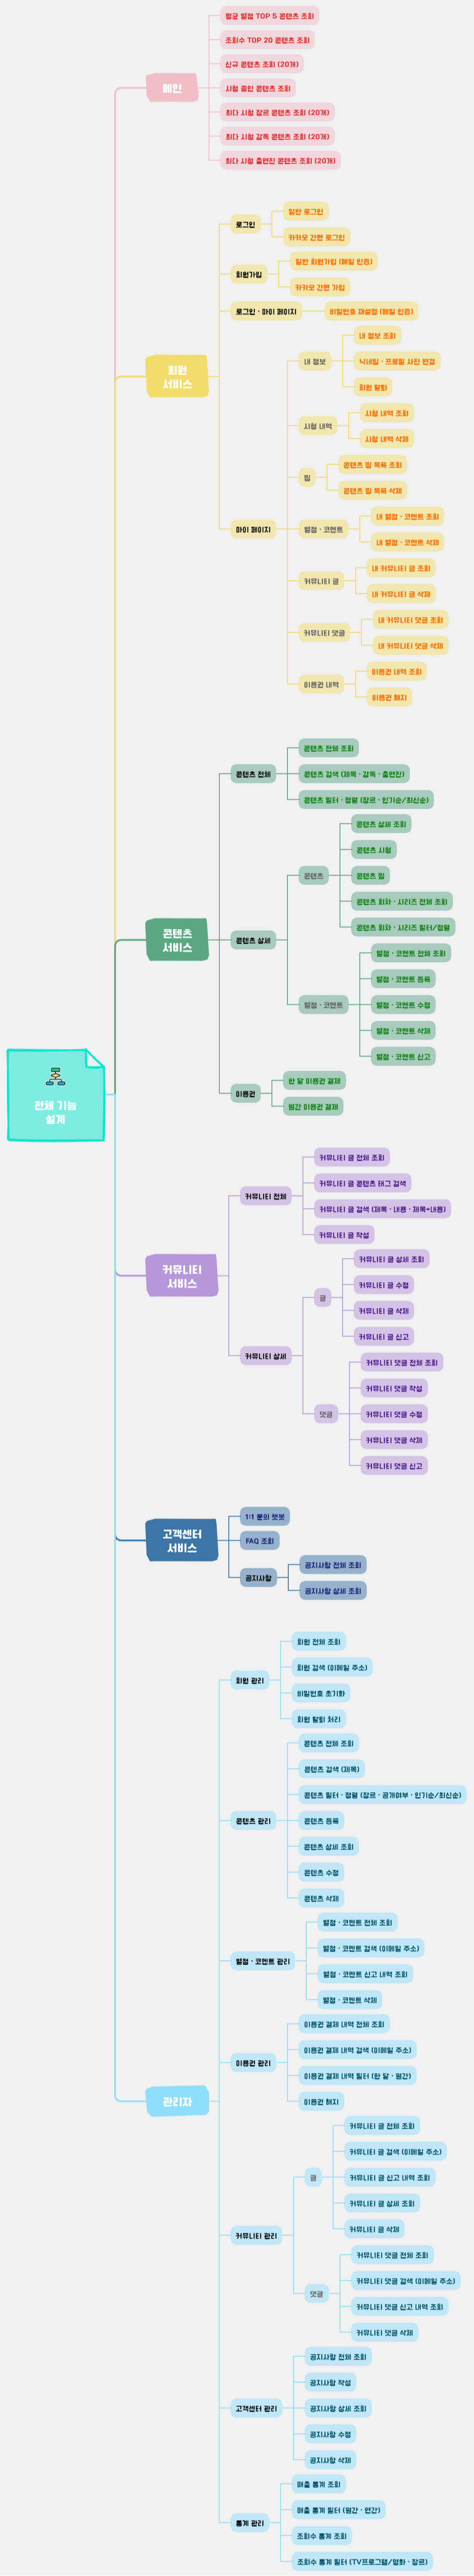 전체 기능
설계
메인
평균 별점 TOP 5 콘텐츠 조회
조회수 TOP 20 콘텐츠 조회
신규 콘텐츠 조회 (20개)
시청 중인 콘텐츠 조회
최다 시청 장르 콘텐츠 조회 (20개)
최다 시청 감독 콘텐츠 조회 (20개)
최다 시청 출연진 콘텐츠 조회 (20개)
회원
서비스
로그인
일반 로그인
카카오 간편 로그인
회원가입
일반 회원가입 (메일 인증)
카카오 간편 가입
로그인 · 마이 페이지
비밀번호 재설정 (메일 인증)
마이 페이지
내 정보
내 정보 조회
닉네임 · 프로필 사진 변경
회원 탈퇴
시청 내역
시청 내역 조회
시청 내역 삭제
찜
콘텐츠 찜 목록 조회
콘텐츠 찜 목록 삭제
별점 · 코멘트
내 별점 · 코멘트 조회
내 별점 · 코멘트 삭제
커뮤니티 글
내 커뮤니티 글 조회
내 커뮤니티 글 삭제
커뮤니티 댓글
내 커뮤니티 댓글 조회
내 커뮤니티 댓글 삭제
이용권 내역
이용권 내역 조회
이용권 해지
콘텐츠
서비스
콘텐츠 전체
콘텐츠 전체 조회
콘텐츠 검색 (제목 · 감독 · 출연진)
콘텐츠 필터 · 정렬 (장르 · 인기순/최신순)
콘텐츠 상세
콘텐츠
콘텐츠 상세 조회
콘텐츠 시청
콘텐츠 찜
콘텐츠 회차 · 시리즈 전체 조회
콘텐츠 회차 · 시리즈 필터/정렬
별점 · 코멘트
별점 · 코멘트 전체 조회
별점 · 코멘트 등록
별점 · 코멘트 수정
별점 · 코멘트 삭제
별점 · 코멘트 신고
이용권
한 달 이용권 결제
월간 이용권 결제
커뮤니티
서비스
커뮤니티 전체
커뮤니티 글 전체 조회
커뮤니티 글 콘텐츠 태그 검색
커뮤니티 글 검색 (제목 · 내용 · 제목+내용)
커뮤니티 글 작성
커뮤니티 상세
글
커뮤니티 글 상세 조회
커뮤니티 글 수정
커뮤니티 글 삭제
커뮤니티 글 신고
댓글
커뮤니티 댓글 전체 조회
커뮤니티 댓글 작성
커뮤니티 댓글 수정
커뮤니티 댓글 삭제
커뮤니티 댓글 신고
고객센터
서비스
1:1 문의 챗봇
FAQ 조회
공지사항
공지사항 전체 조회
공지사항 상세 조회
관리자
회원 관리
회원 전체 조회
회원 검색 (이메일 주소)
비밀번호 초기화
회원 탈퇴 처리
콘텐츠 관리
콘텐츠 전체 조회
콘텐츠 검색 (제목)
콘텐츠 필터 · 정렬 (장르 · 공개여부 · 인기순/최신순)
콘텐츠 등록
콘텐츠 상세 조회
콘텐츠 수정
콘텐츠 삭제
별점 · 코멘트 관리
별점 · 코멘트 전체 조회
별점 · 코멘트 검색 (이메일 주소)
별점 · 코멘트 신고 내역 조회
별점 · 코멘트 삭제
이용권 관리
이용권 결제 내역 전체 조회
이용권 결제 내역 검색 (이메일 주소)
이용권 결제 내역 필터 (한 달 · 월간)
이용권 해지
커뮤니티 관리
글
커뮤니티 글 전체 조회
커뮤니티 글 검색 (이메일 주소)
커뮤니티 글 신고 내역 조회
커뮤니티 글 상세 조회
커뮤니티 글 삭제
댓글
커뮤니티 댓글 전체 조회
커뮤니티 댓글 검색 (이메일 주소)
커뮤니티 댓글 신고 내역 조회
커뮤니티 댓글 삭제
고객센터 관리
공지사항 전체 조회
공지사항 작성
공지사항 상세 조회
공지사항 수정
공지사항 삭제
통계 관리
매출 통계 조회
매출 통계 필터 (월간 · 연간)
조회수 통계 조회
조회수 통계 필터 (TV프로그램/영화 · 장르)